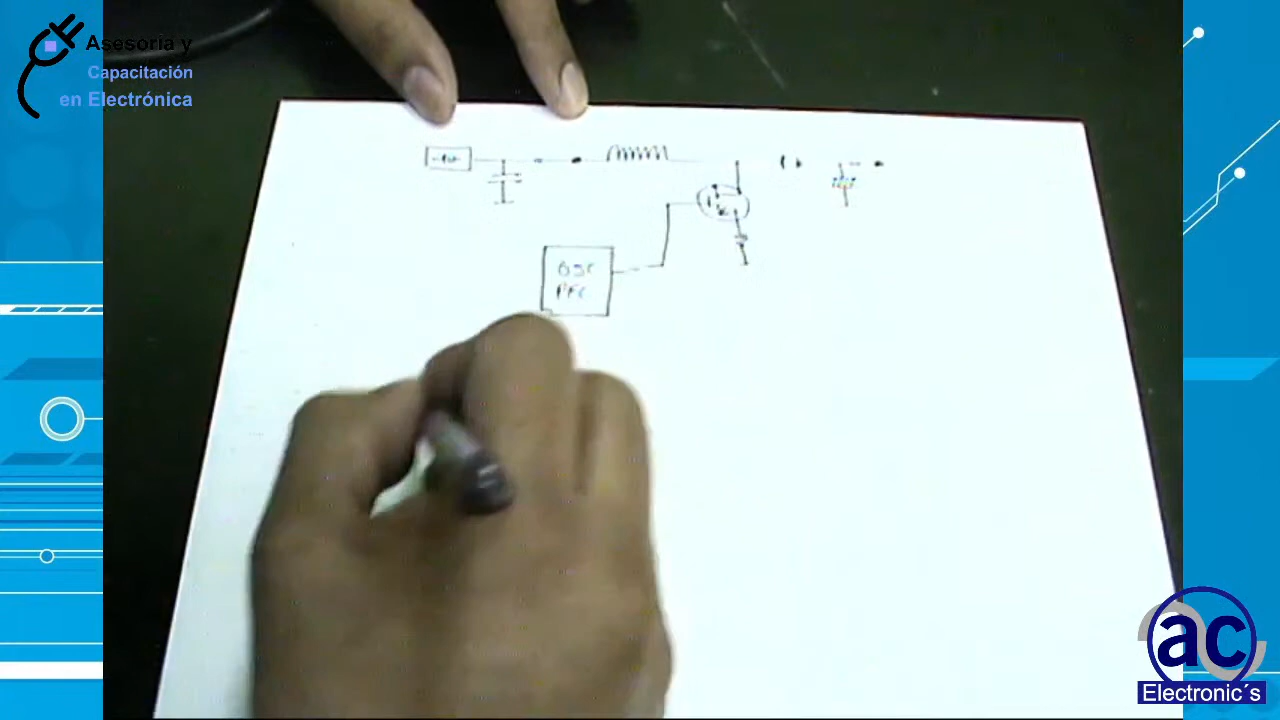 Asesoría y
Capacitación
en Electrónica
OSC
PFC
ac
Electronic´s